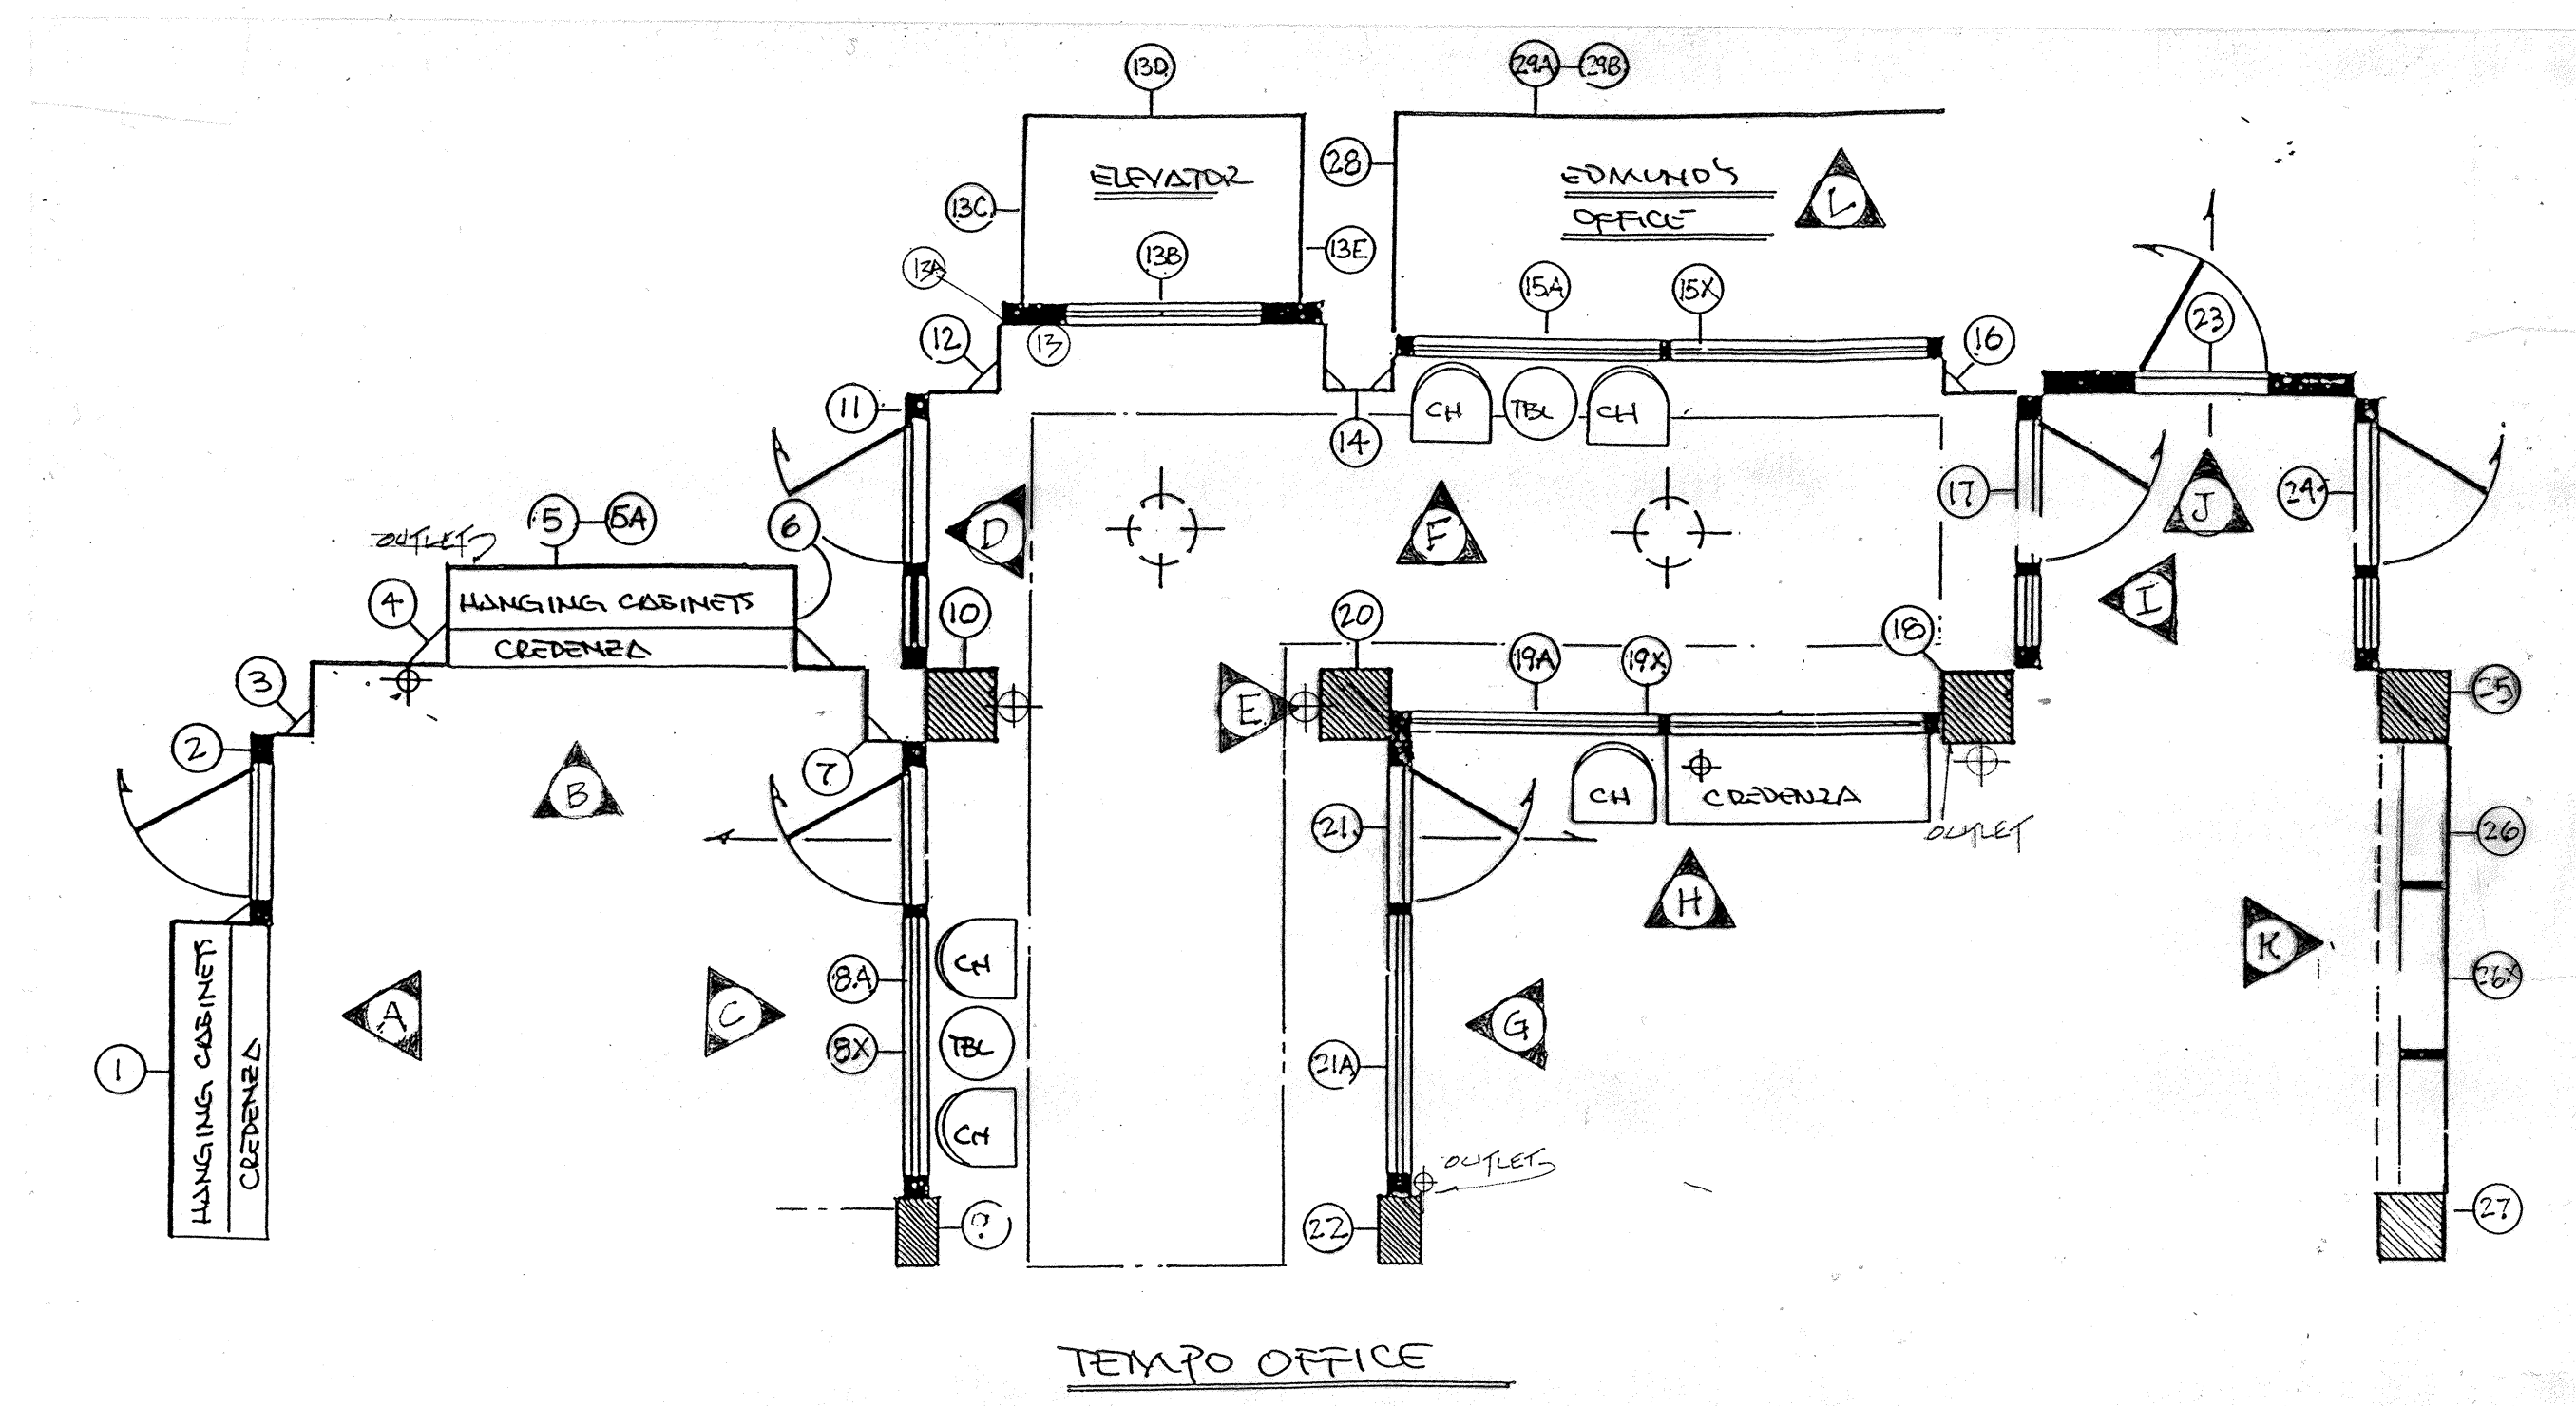 13D
29A 29B
ELEVATOR
28
EDMUND'S
OFFICE
L
13C
13A
13B
13E
15A
15X
12
13
16
23
11
CH
TBL
CH
14
17
24
J
OUTLET
5
5A
6
D
F
I
4
HANGING CABINETS
CREDENZA
10
20
18
3
2
19A
19X
E
25
7
B
CH
CREDENZA
21
OUTLET
26
H
K
A
C
8A
8X
CH
TBL
CH
G
26X
1
HANGING CABINETS
CREDENZA
21A
OUTLET
22
27
TEMPO OFFICE